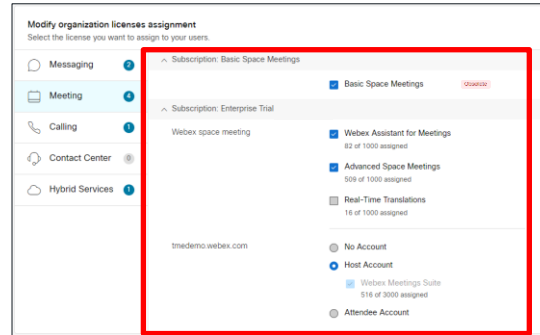 Modify organization licenses assignment
Select the license you want to assign to your users.
Messaging 2
Meeting 4
Calling 1
Contact Center 0
Hybrid Services 1
Subscription: Basic Space Meetings
Basic Space Meetings
Subscription: Enterprise Trial
Webex space meeting
Webex Assistant for Meetings
82 of 1000 assigned
Advanced Space Meetings
509 of 1000 assigned
Real-Time Translations
16 of 1000 assigned
tmedemo.webex.com
No Account
Host Account
Webex Meetings Suite
516 of 3000 assigned
Attendee Account